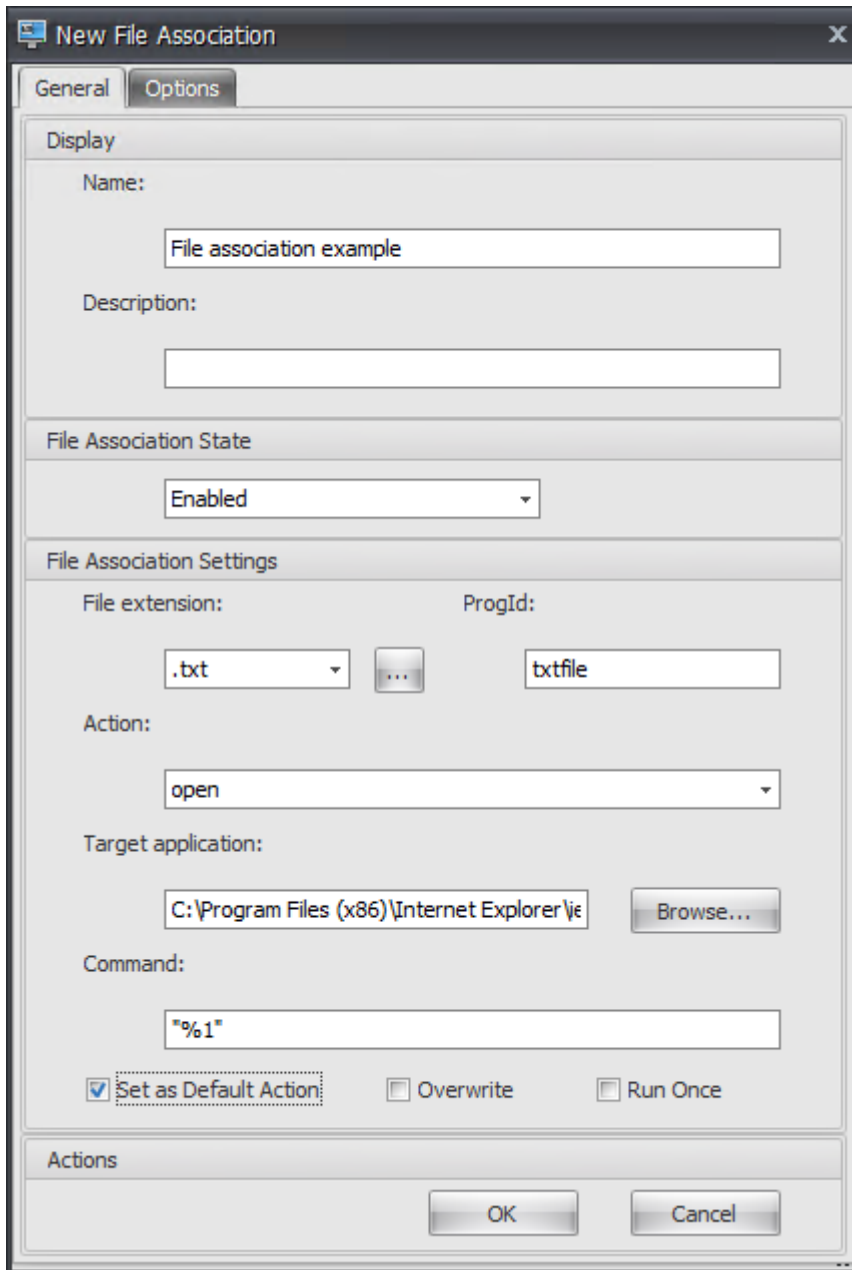 New File Association
x
General Options
Display
Name:
File association example
Description:
File Association State
Enabled
File Association Settings
File extension: ProgId:
.txt ... txtfile
Action:
open
Target application:
C:\Program Files (x86)\Internet Explorer\ie Browse...
Command:
"%1"
Set as Default Action Overwrite Run Once
Actions
OK Cancel